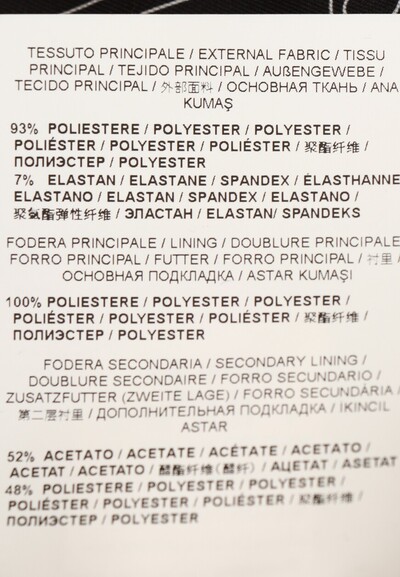 TESSUTO PRINCIPALE / EXTERNAL FABRIC / TISSU
PRINCIPAL / TEJIDO PRINCIPAL / AUßENGEWEBE /
TECIDO PRINCIPAL / 外部面料 / ОСНОВНАЯ ТКАНЬ / ANA
KUMAŞ
93% POLIESTERE / POLYESTER / POLYESTER /
POLIÉSTER / POLYESTER / POLIÉSTER / 聚酯纤维 /
ПОЛИЭСТЕР / POLYESTER
7% ELASTAN / ELASTANE / SPANDEX / ÉLASTHANNE
ELASTANO / ELASTAN / SPANDEX / ELASTANO /
聚氨酯弹性纤维 / ЭЛАСТАН / ELASTAN/ SPANDEKS
FODERA PRINCIPALE / LINING / DOUBLURE PRINCIPALE
FORRO PRINCIPAL / FUTTER / FORRO PRINCIPAL / 衬里 /
ОСНОВНАЯ ПОДКЛАДКА / ASTAR KUMAŞI
100% POLIESTERE / POLYESTER / POLYESTER /
POLIÉSTER / POLYESTER / POLIÉSTER / 聚酯纤维 /
ПОЛИЭСТЕР / POLYESTER
FODERA SECONDARIA / SECONDARY LINING /
DOUBLURE SECONDAIRE / FORRO SECUNDARIO /
ZUSATZFUTTER (ZWEITE LAGE) / FORRO SECUNDÁRIA /
第二层衬里 / ДОПОЛНИТЕЛЬНАЯ ПОДКЛАДКА / IKINCIL
ASTAR
52% ACETATO / ACETATE / ACÉTATE / ACETATO /
ACETAT / ACETATO / 醋酯纤维(醋纤) / АЦЕТАТ / ASETAT
48% POLIESTERE / POLYESTER / POLYESTER /
POLIÉSTER / POLYESTER / POLIÉSTER / 聚酯纤维 /
ПОЛИЭСТЕР / POLYESTER